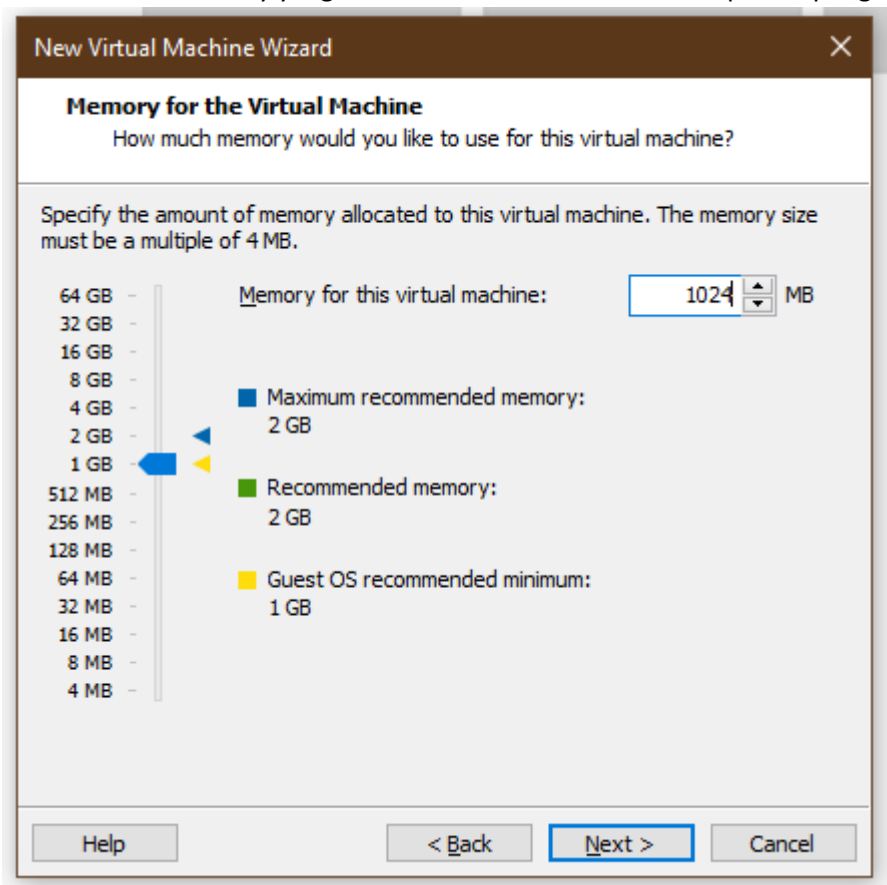 New Virtual Machine Wizard
Memory for the Virtual Machine
How much memory would you like to use for this virtual machine?
Specify the amount of memory allocated to this virtual machine. The memory size
must be a multiple of 4 MB.
Memory for this virtual machine: 1024 MB
64 GB
32 GB
16 GB
8 GB
4 GB
2 GB
1 GB
512 MB
256 MB
128 MB
64 MB
32 MB
16 MB
8 MB
4 MB
Maximum recommended memory:
2 GB
Recommended memory:
2 GB
Guest OS recommended minimum:
1 GB
Help
< Back
Next >
Cancel